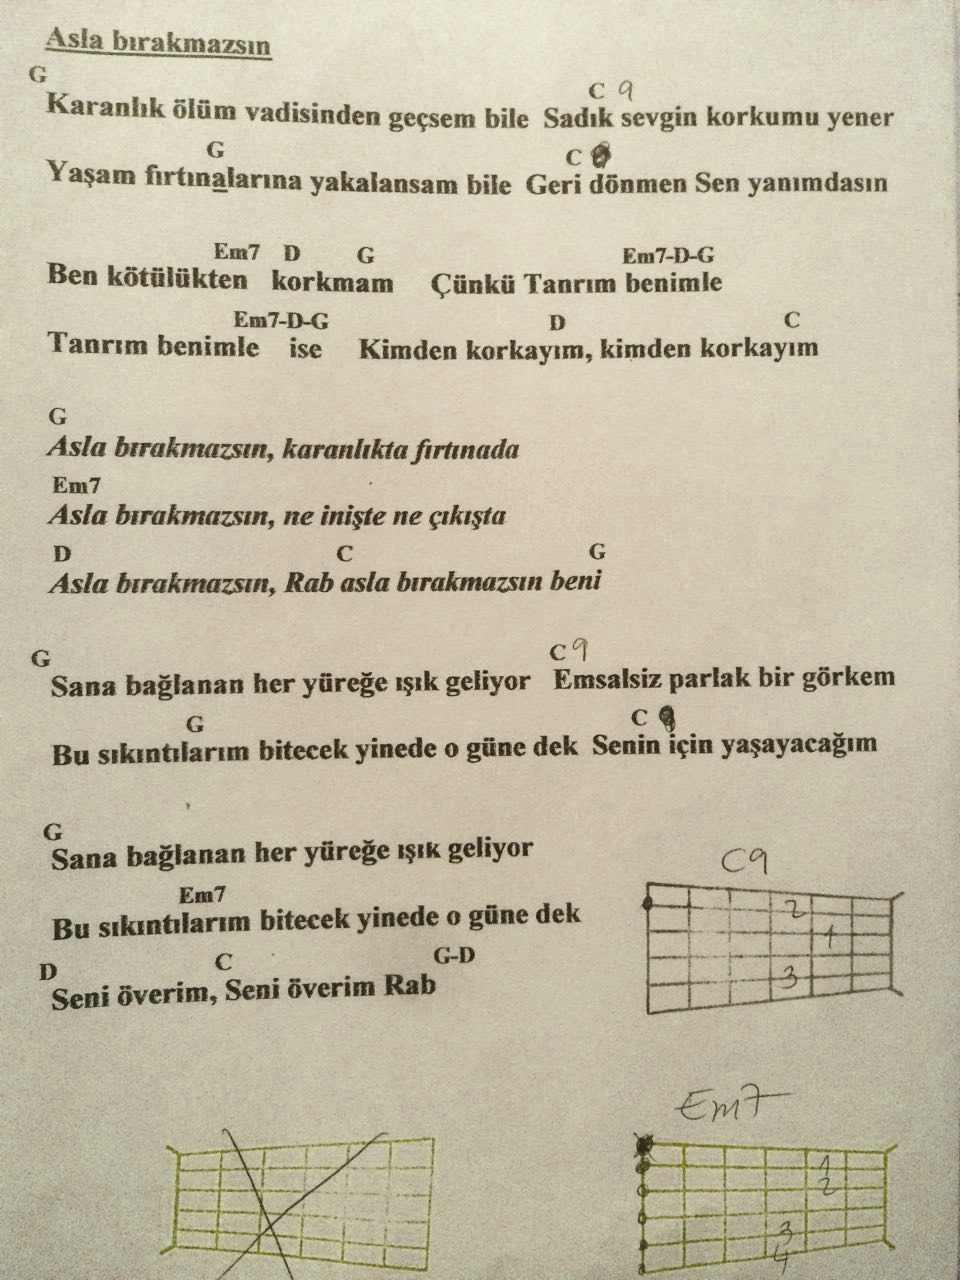 Asla bırakmazsın
G C 9
Karanlık ölüm vadisinden geçsem bile Sadık sevgin korkumu yener
G C
Yaşam fırtınalarına yakalansam bile Geri dönmen Sen yanımdasın
Em7 D G Em7-D-G
Ben kötülükten korkmam Çünkü Tanrım benimle
Em7-D-G D C
Tanrım benimle ise Kimden korkayım, kimden korkayım
G
Asla bırakmazsın, karanlıkta fırtınada
Em7
Asla bırakmazsın, ne inişte ne çıkışta
D C G
Asla bırakmazsın, Rab asla bırakmazsın beni
G C9
Sana bağlanan her yüreğe ışık geliyor Emsalsiz parlak bir görkem
G C
Bu sıkıntılarım bitecek yinede o güne dek Senin için yaşayacağım
G
Sana bağlanan her yüreğe ışık geliyor
Em7
Bu sıkıntılarım bitecek yinede o güne dek
D C G-D
Seni överim, Seni överim Rab
C9
2
1
3
Em7
1
2
3
4